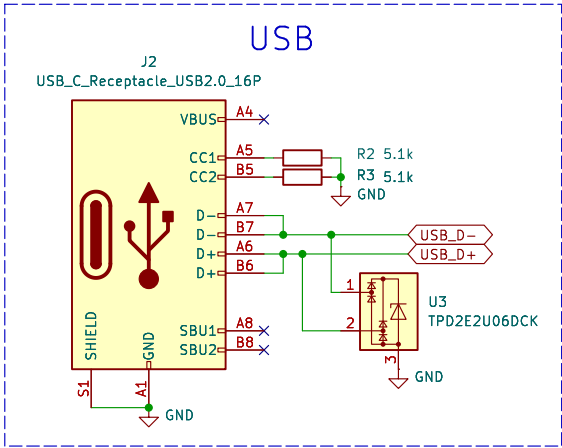 USB
J2
USB_C_Receptacle_USB2.0_16P
VBUS A4
CC1 A5
R2 5.1k
CC2 B5
R3 5.1k
GND
D- A7
D- B7
USB_D-
D+ A6
USB_D+
D+ B6
1
U3
TPD2E2U06DCK
2
SBU1 A8
SBU2 B8
3
GND
SHIELD
GND
S1
A1
GND